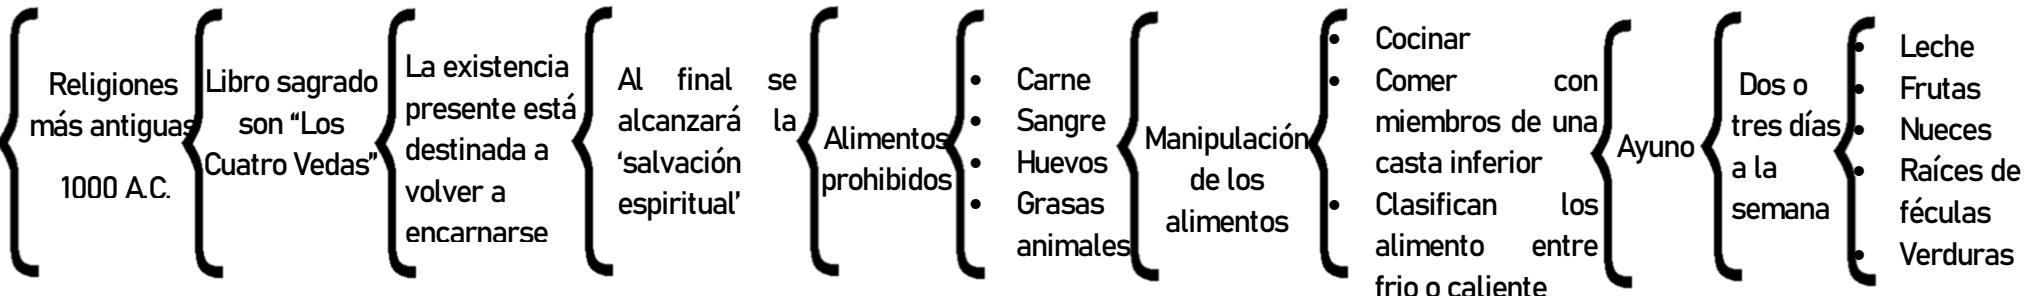 Religiones
más antiguas
1000 A.C.
Libro sagrado
son “Los
Cuatro Vedas”
La existencia
presente está
destinada a
volver a
encarnarse
Al final se
alcanzará la
‘salvación
espiritual’
Alimentos
prohibidos
• Carne
• Sangre
• Huevos
• Grasas
animales
Manipulación
de los
alimentos
• Cocinar
• Comer con
miembros de una
casta inferior
• Clasifican los
alimento entre
frio o caliente
Ayuno
Dos o
tres días
a la
semana
• Leche
• Frutas
• Nueces
• Raíces de
féculas
• Verduras